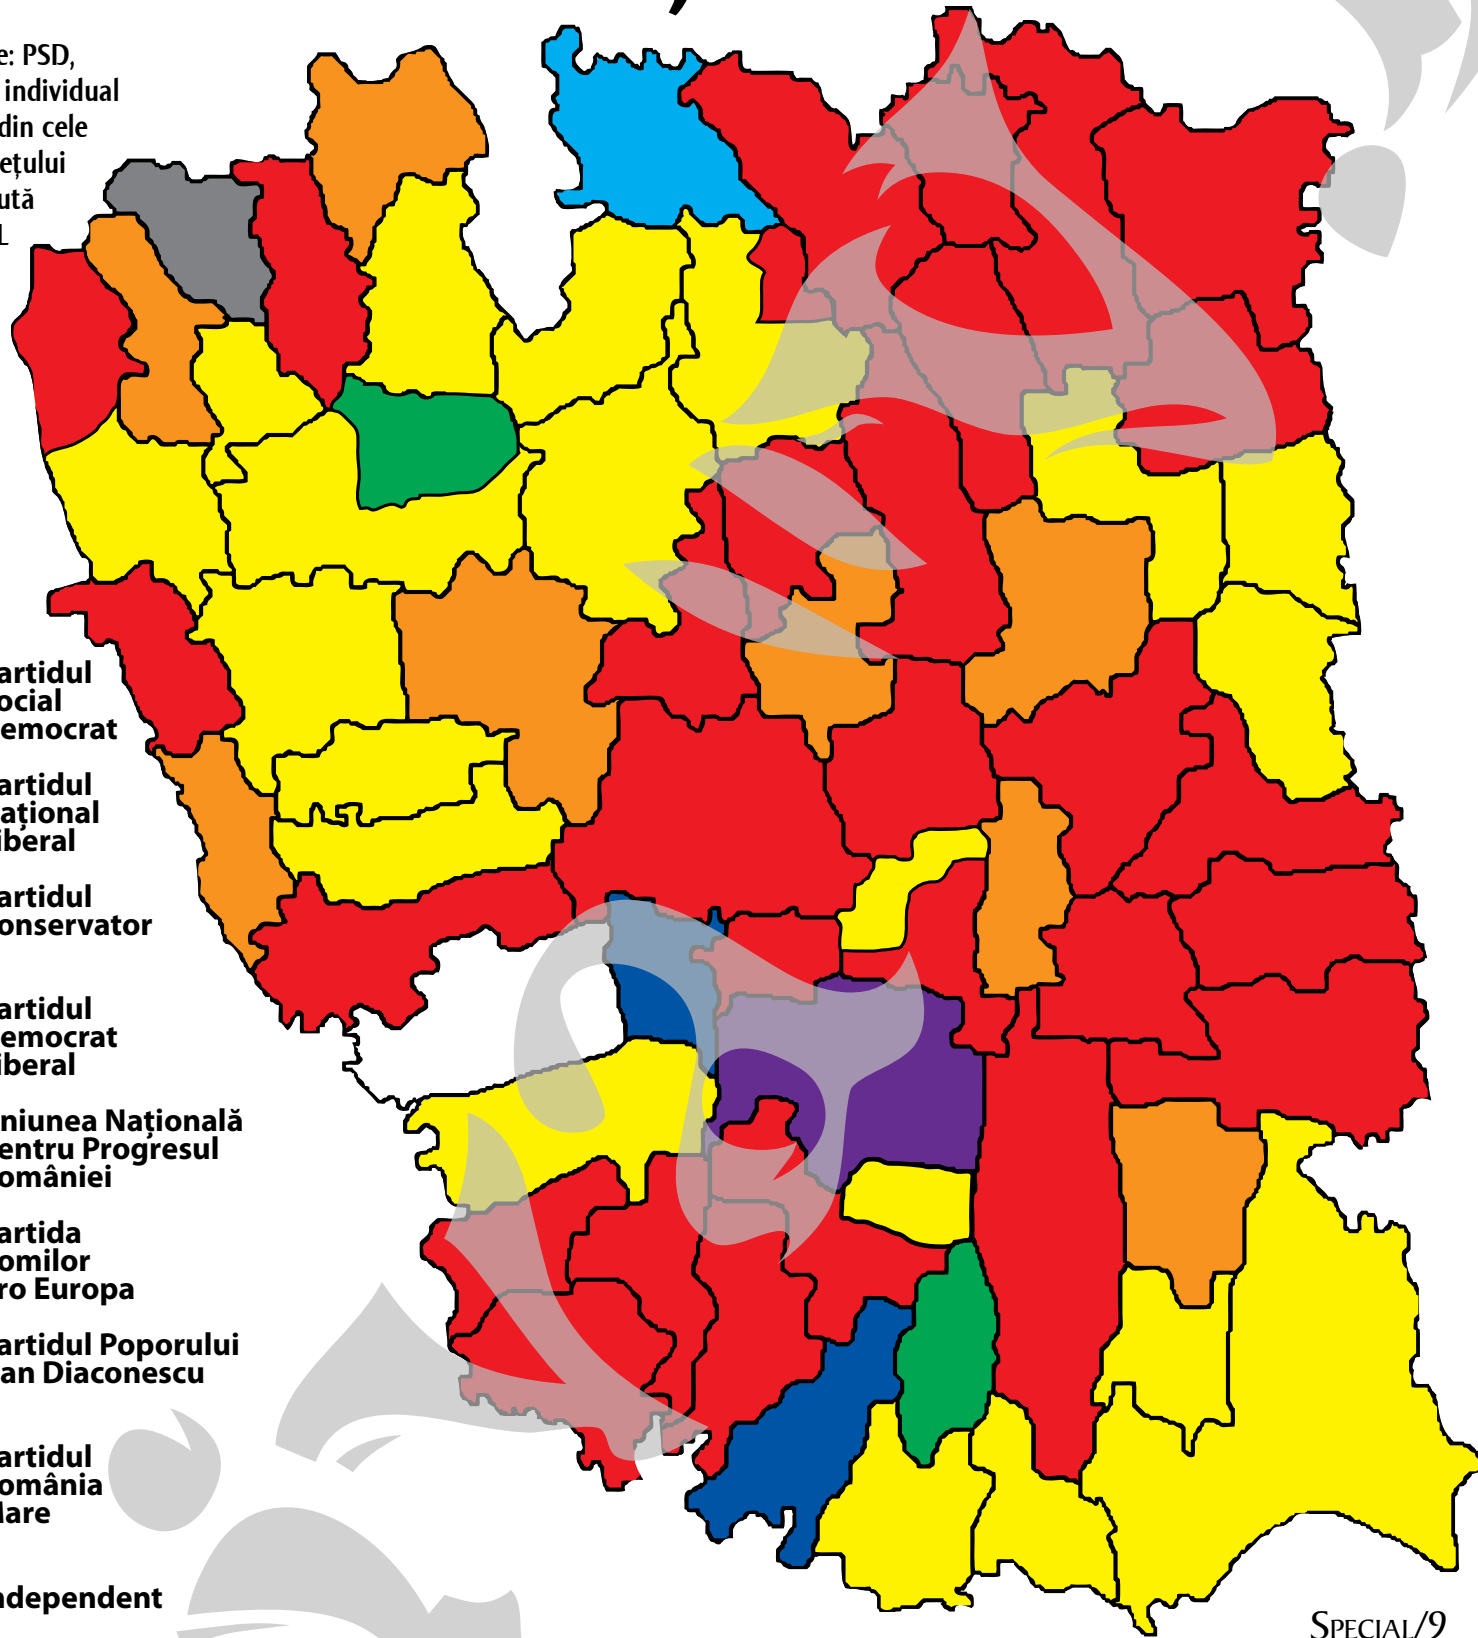 e: PSD,
individual
din cele
ețului
ută
L
artidul
ocial
emocrat
artidul
ațional
iberal
artidul
onservator
artidul
emocrat
iberal
niunea Națională
entru Progresul
omâniei
artida
omilor
ro Europa
artidul Poporului
an Diaconescu
artidul
omânia
are
ndependent
SPECIAL/9